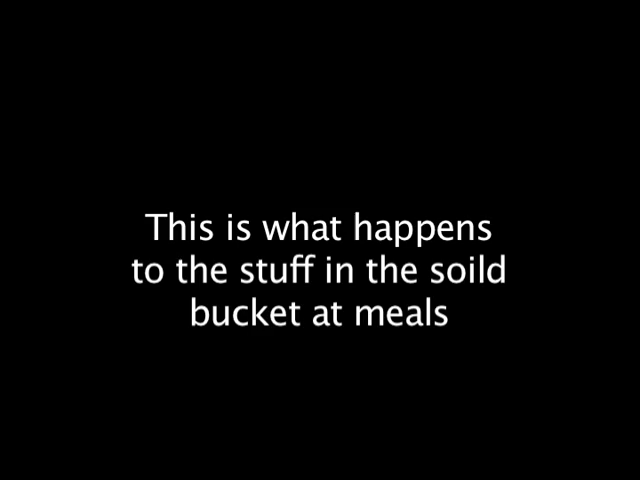 This is what happens
to the stuff in the soild
bucket at meals